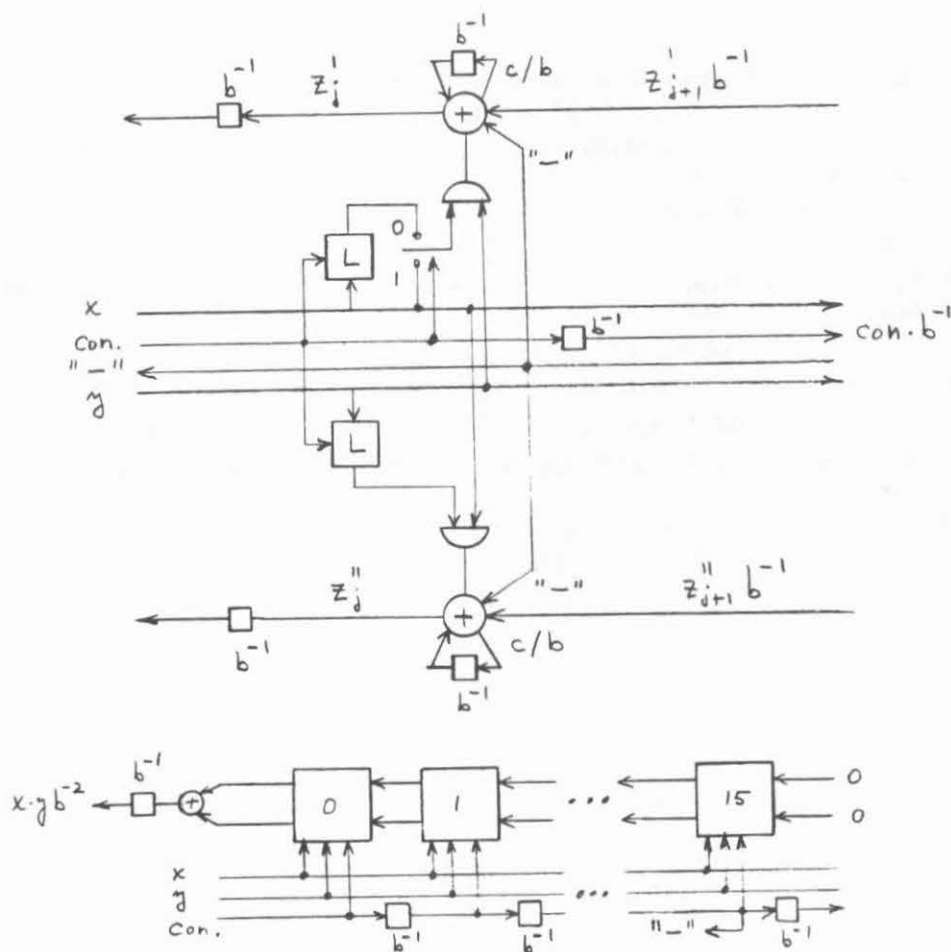 b⁻¹
b⁻¹ z'ⱼ c/b z'ⱼ₊₁ b⁻¹
+
"—"
0
L
1
x
con. b⁻¹ con·b⁻¹
"—"
y
L
z''ⱼ "—" z''ⱼ₊₁ b⁻¹
+
b⁻¹ c/b
b⁻¹
b⁻¹
x·yb⁻² + 0 1 ... 15 0
0
x
y ...
con. b⁻¹ b⁻¹ "—" b⁻¹